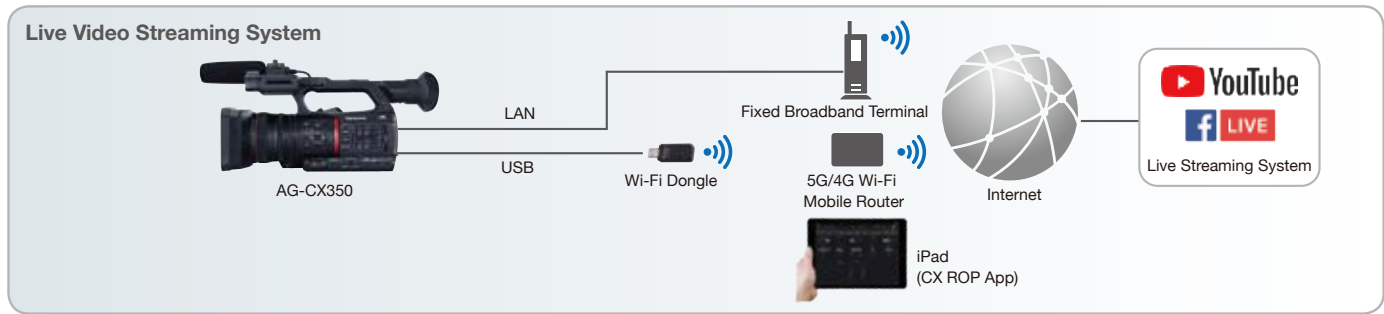 Live Video Streaming System
LAN
USB
AG-CX350
Wi-Fi Dongle
Fixed Broadband Terminal
5G/4G Wi-Fi
Mobile Router
iPad
(CX ROP App)
Internet
YouTube
f LIVE
Live Streaming System